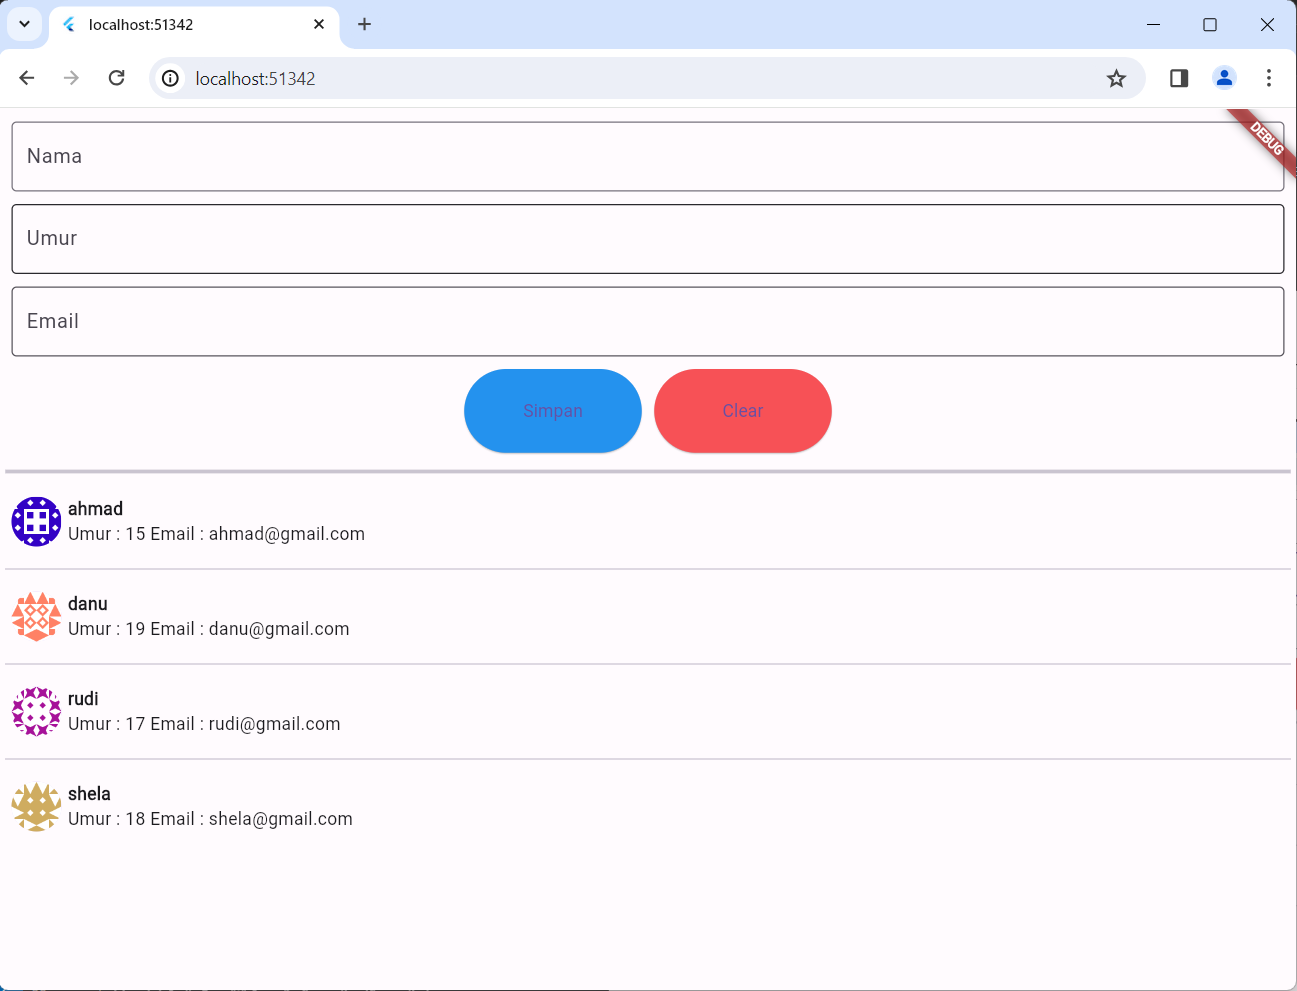 localhost:51342
localhost:51342
DEBUG
Nama
Umur
Email
Simpan
Clear
ahmad
Umur : 15 Email : ahmad@gmail.com
danu
Umur : 19 Email : danu@gmail.com
rudi
Umur : 17 Email : rudi@gmail.com
shela
Umur : 18 Email : shela@gmail.com